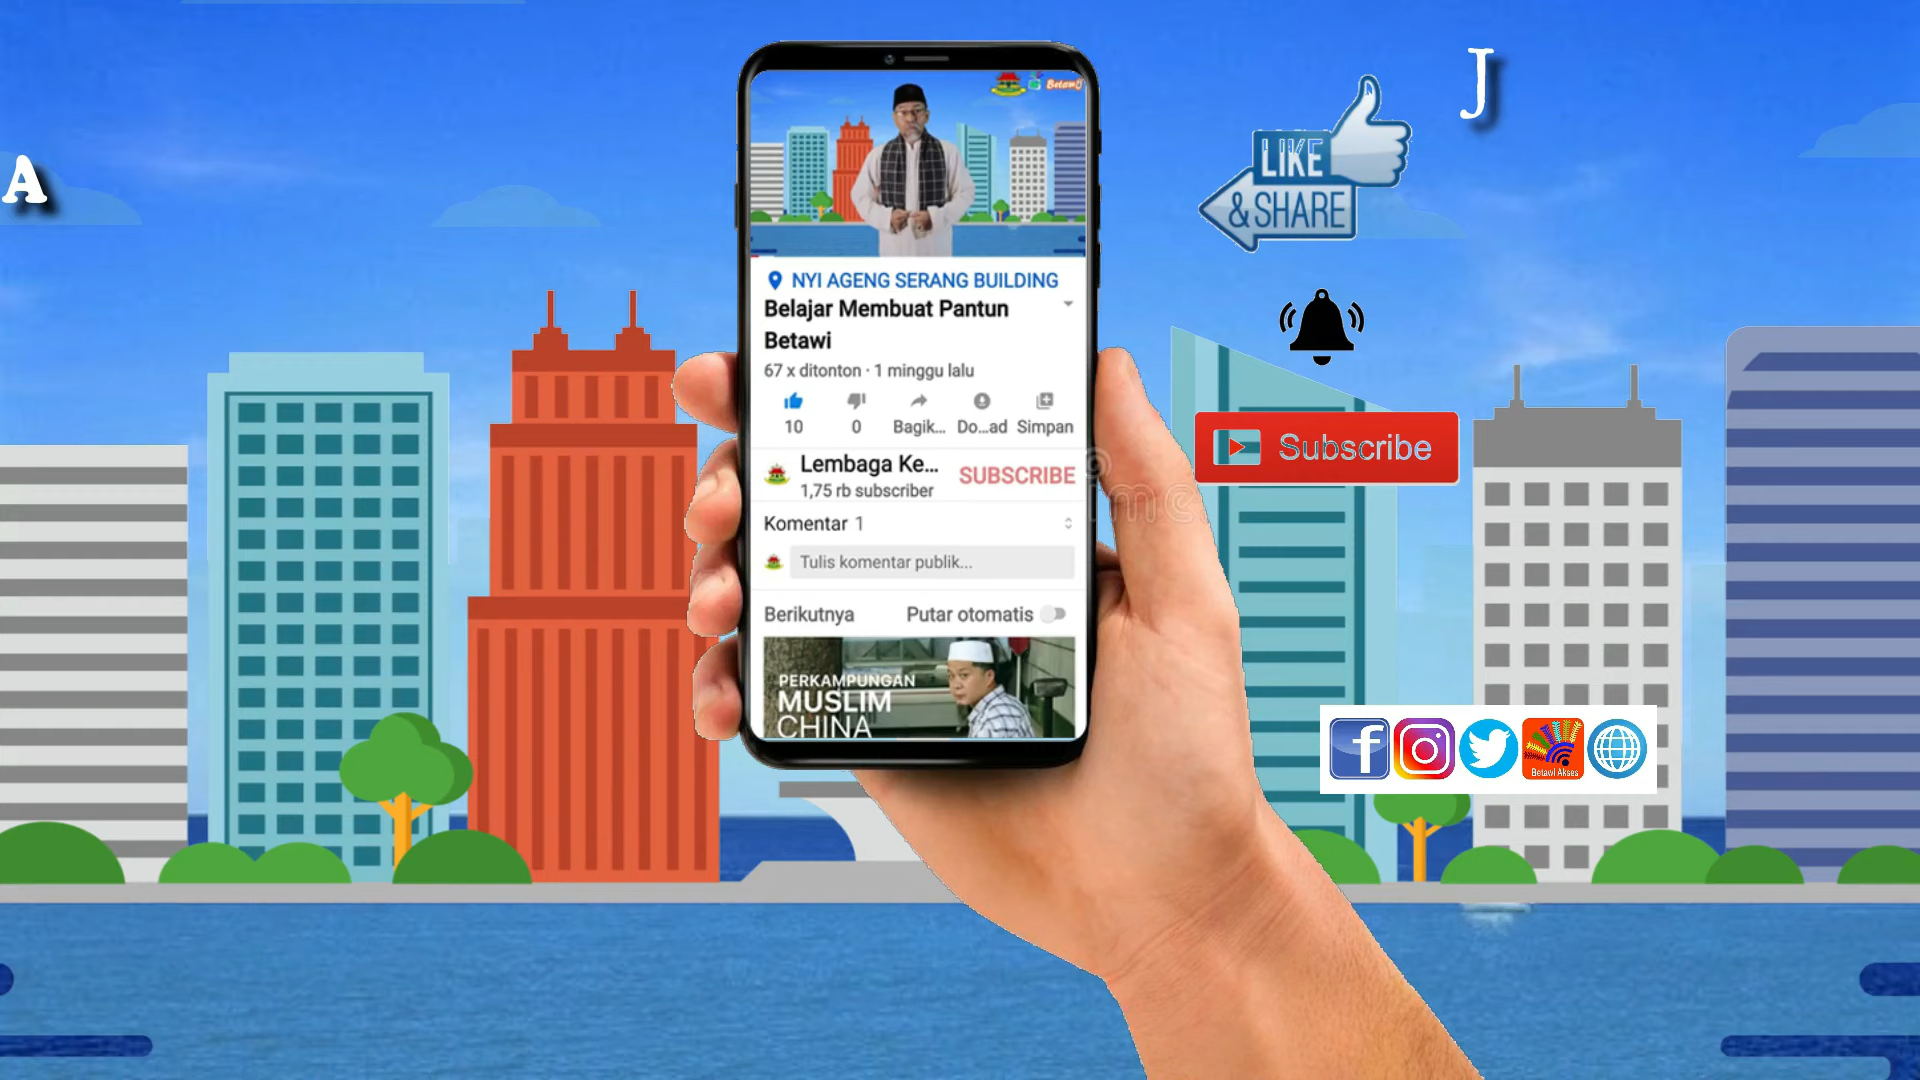 A
J
LIKE
& SHARE
Subscribe
f
Betawi Akses
NYI AGENG SERANG BUILDING
Belajar Membuat Pantun
Betawi
67 x ditonton · 1 minggu lalu
10 0 Bagik... Do...ad Simpan
Lembaga Ke...
1,75 rb subscriber
SUBSCRIBE
Komentar 1
Tulis komentar publik...
Berikutnya Putar otomatis
PERKAMPUNGAN
MUSLIM
CHINA